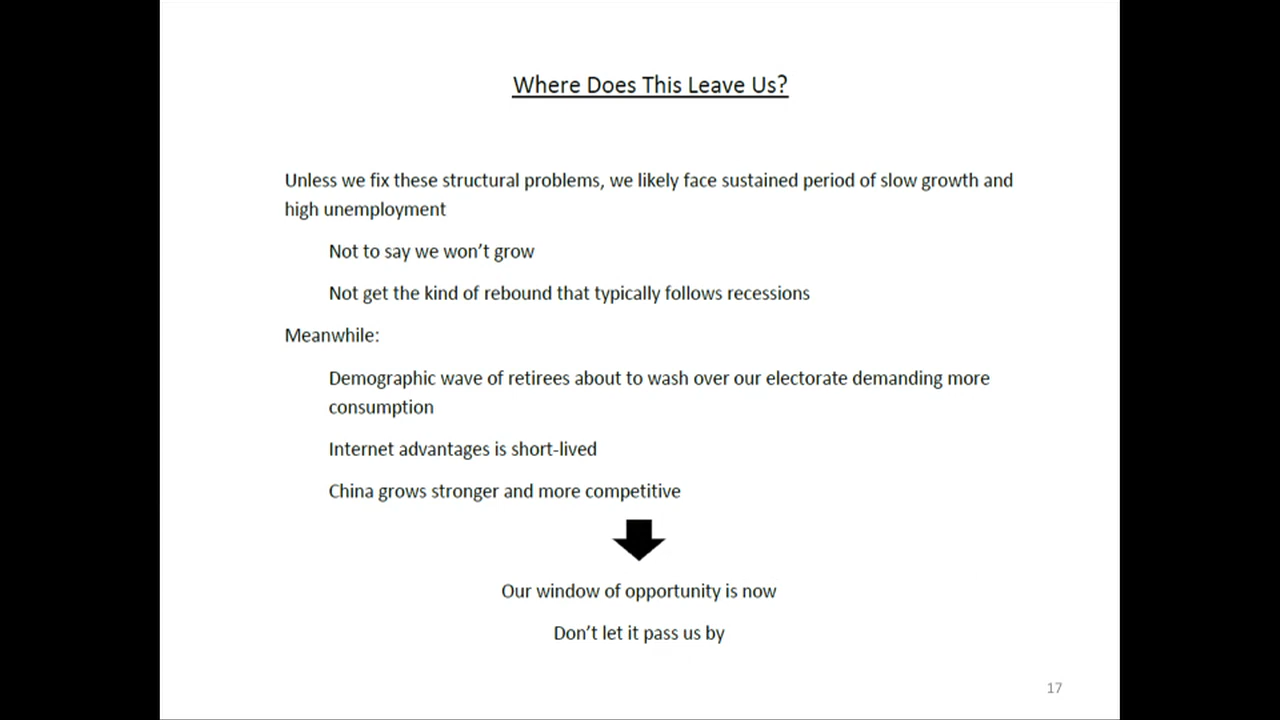 Where Does This Leave Us?
Unless we fix these structural problems, we likely face sustained period of slow growth and
high unemployment
Not to say we won’t grow
Not get the kind of rebound that typically follows recessions
Meanwhile:
Demographic wave of retirees about to wash over our electorate demanding more
consumption
Internet advantages is short-lived
China grows stronger and more competitive
Our window of opportunity is now
Don’t let it pass us by
17